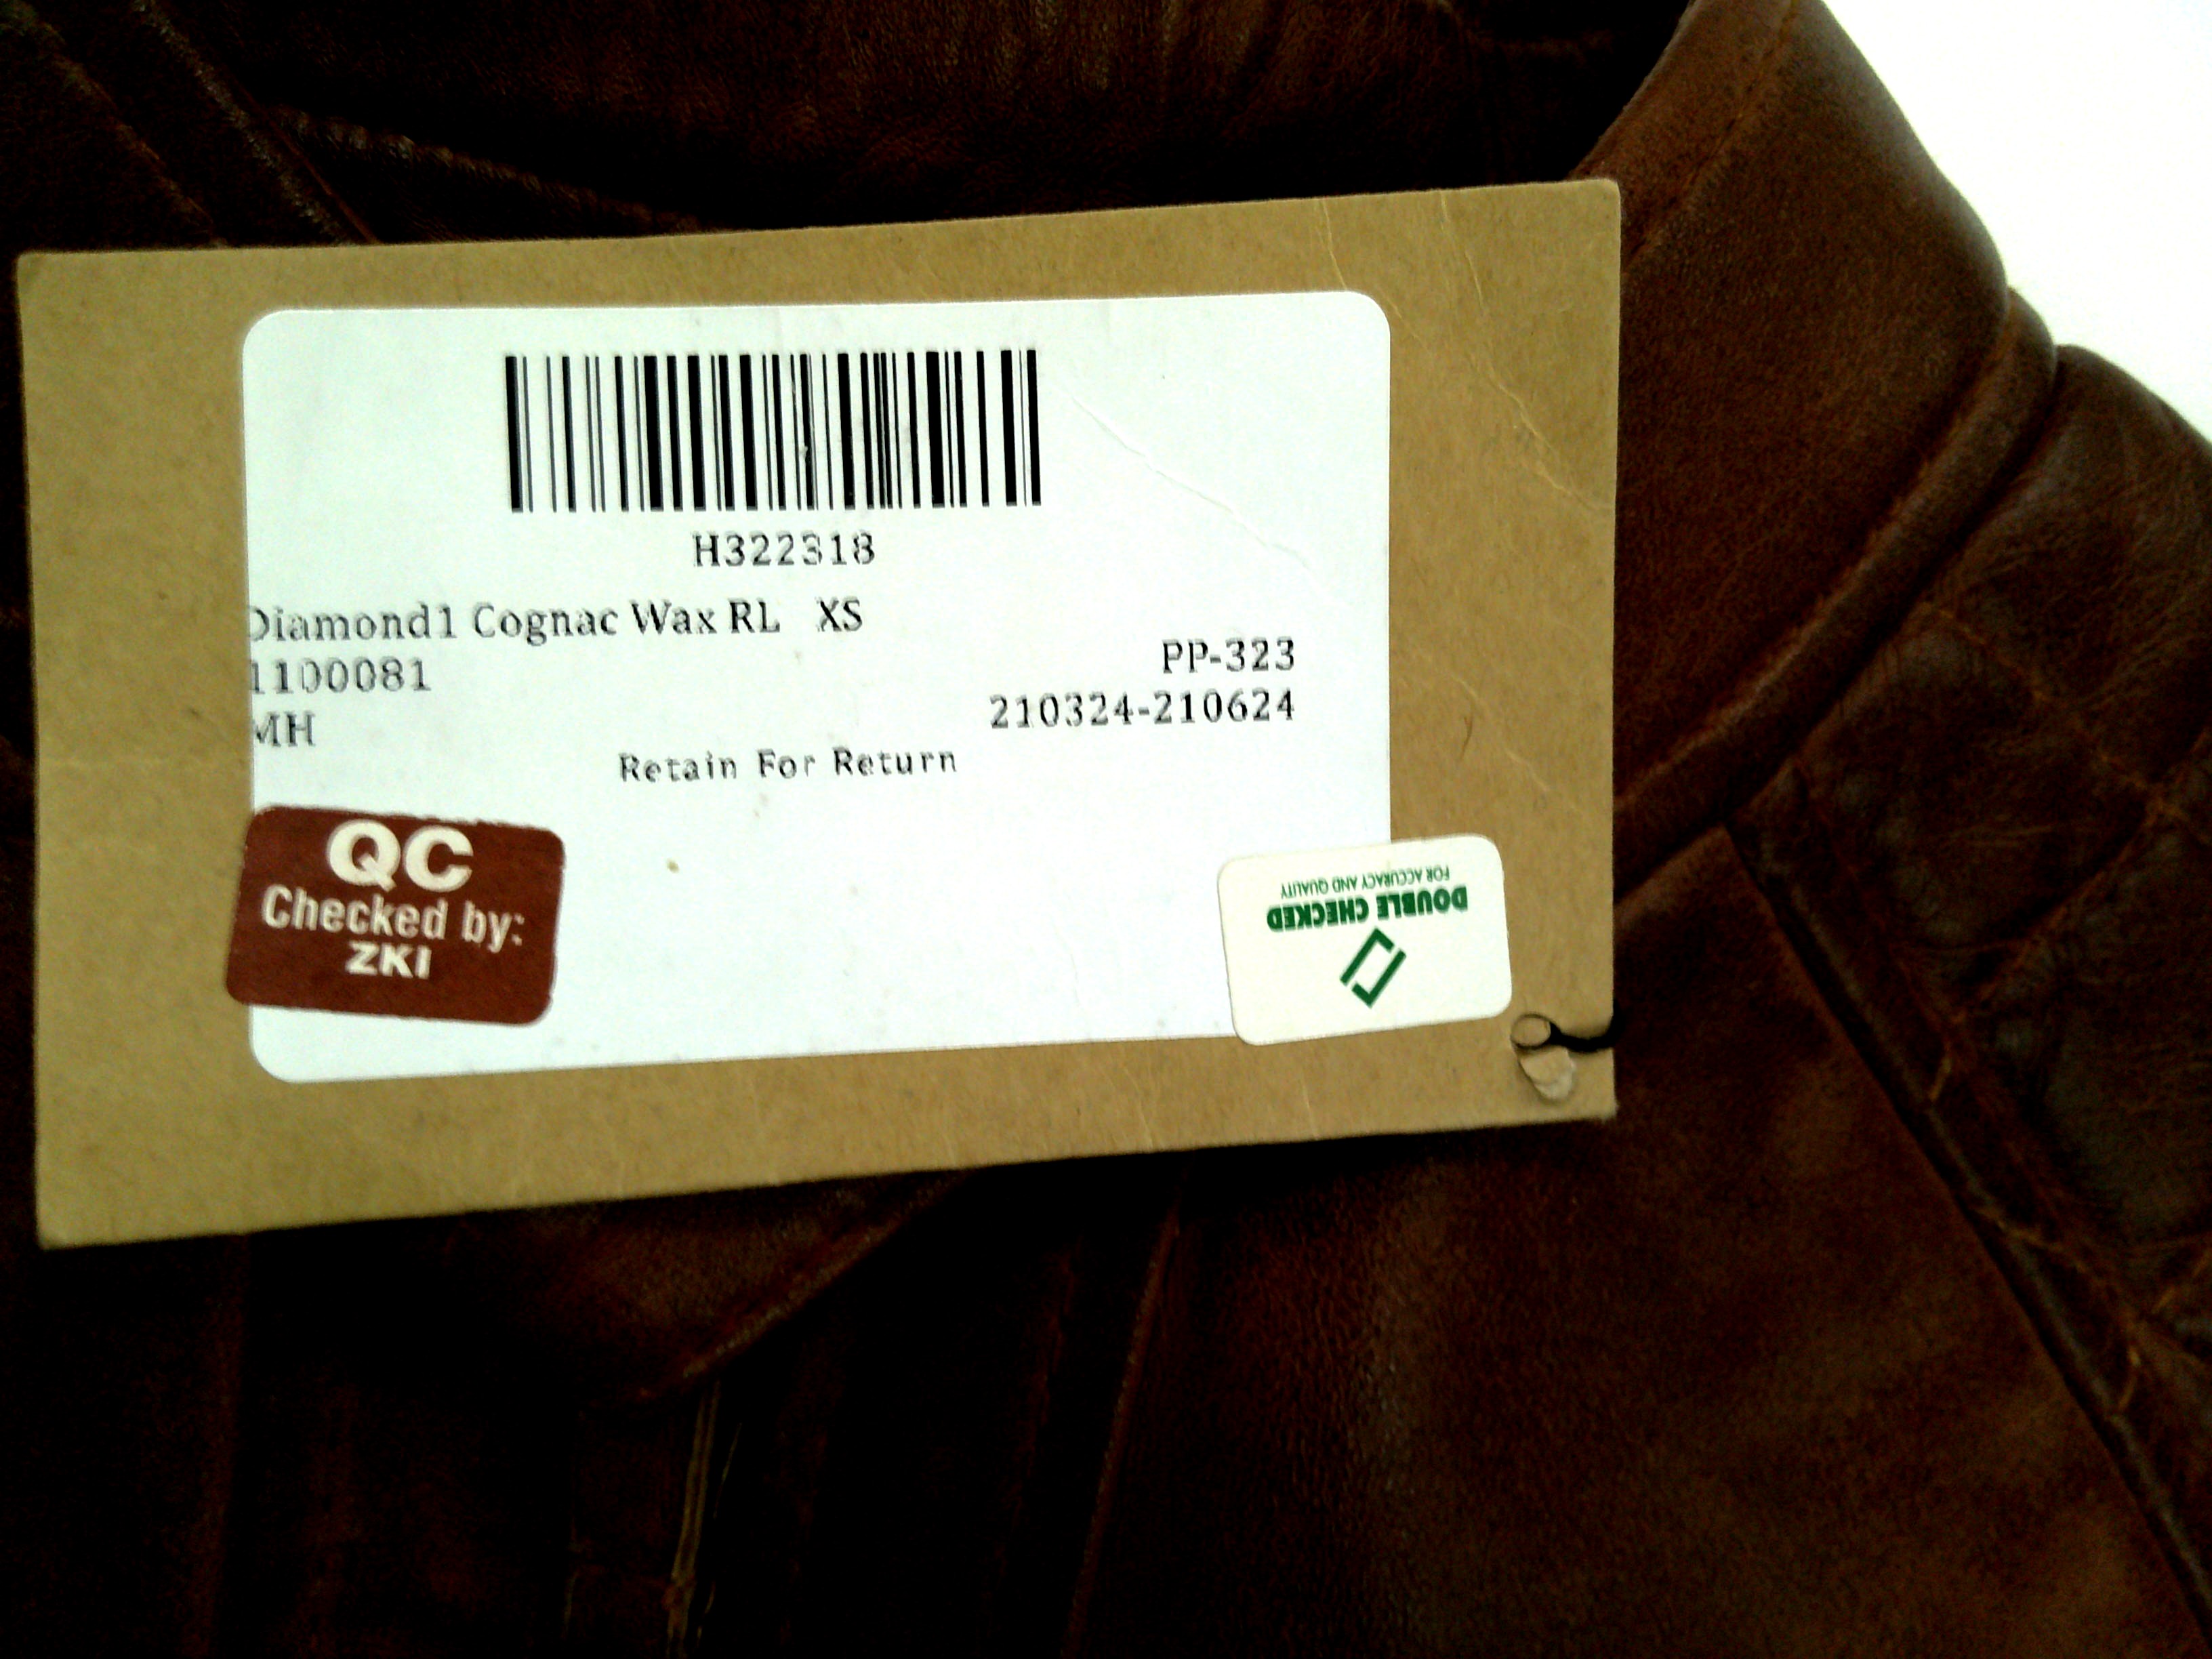 H322318
Diamond1 Cognac Wax RL XS
1100081
PP-323
MH
210324-210624
Retain For Return
QC
Checked by:
ZKI
DOUBLE CHECKED
FOR ACCURACY AND QUALITY